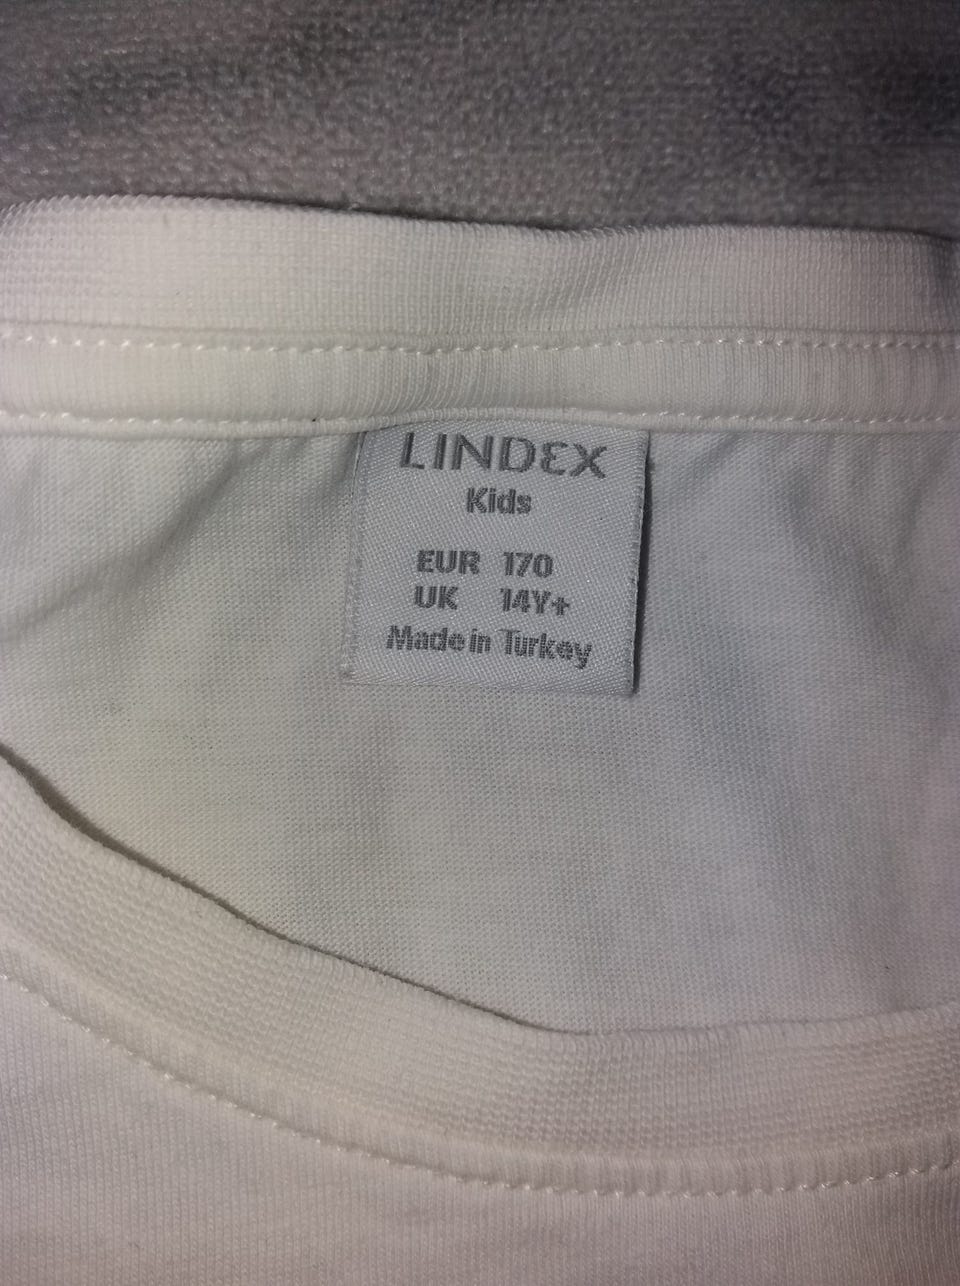 LINDEX
Kids
EUR 170
UK 14Y+
Made in Turkey